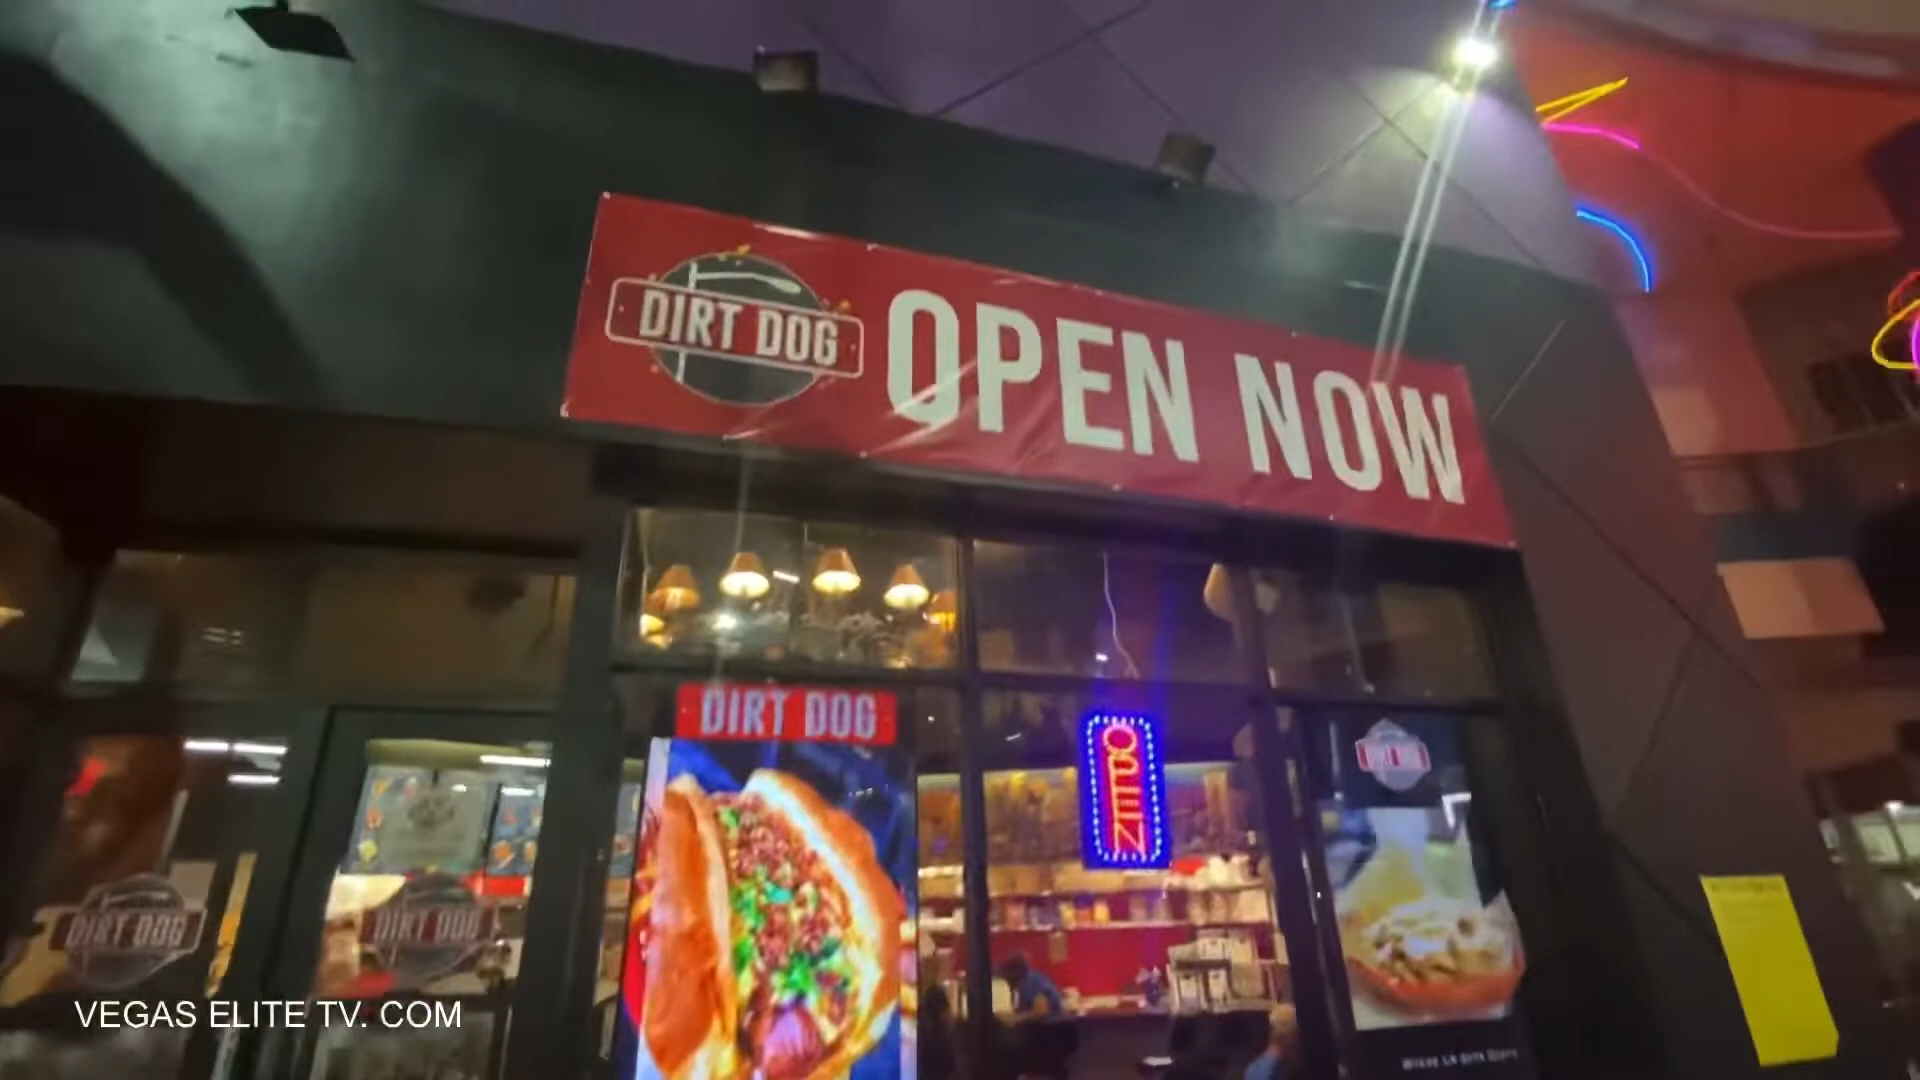 DIRT DOG OPEN NOW
DIRT DOG
OPEN
DIRT DOG
DIRT DOG
VEGAS ELITE TV. COM